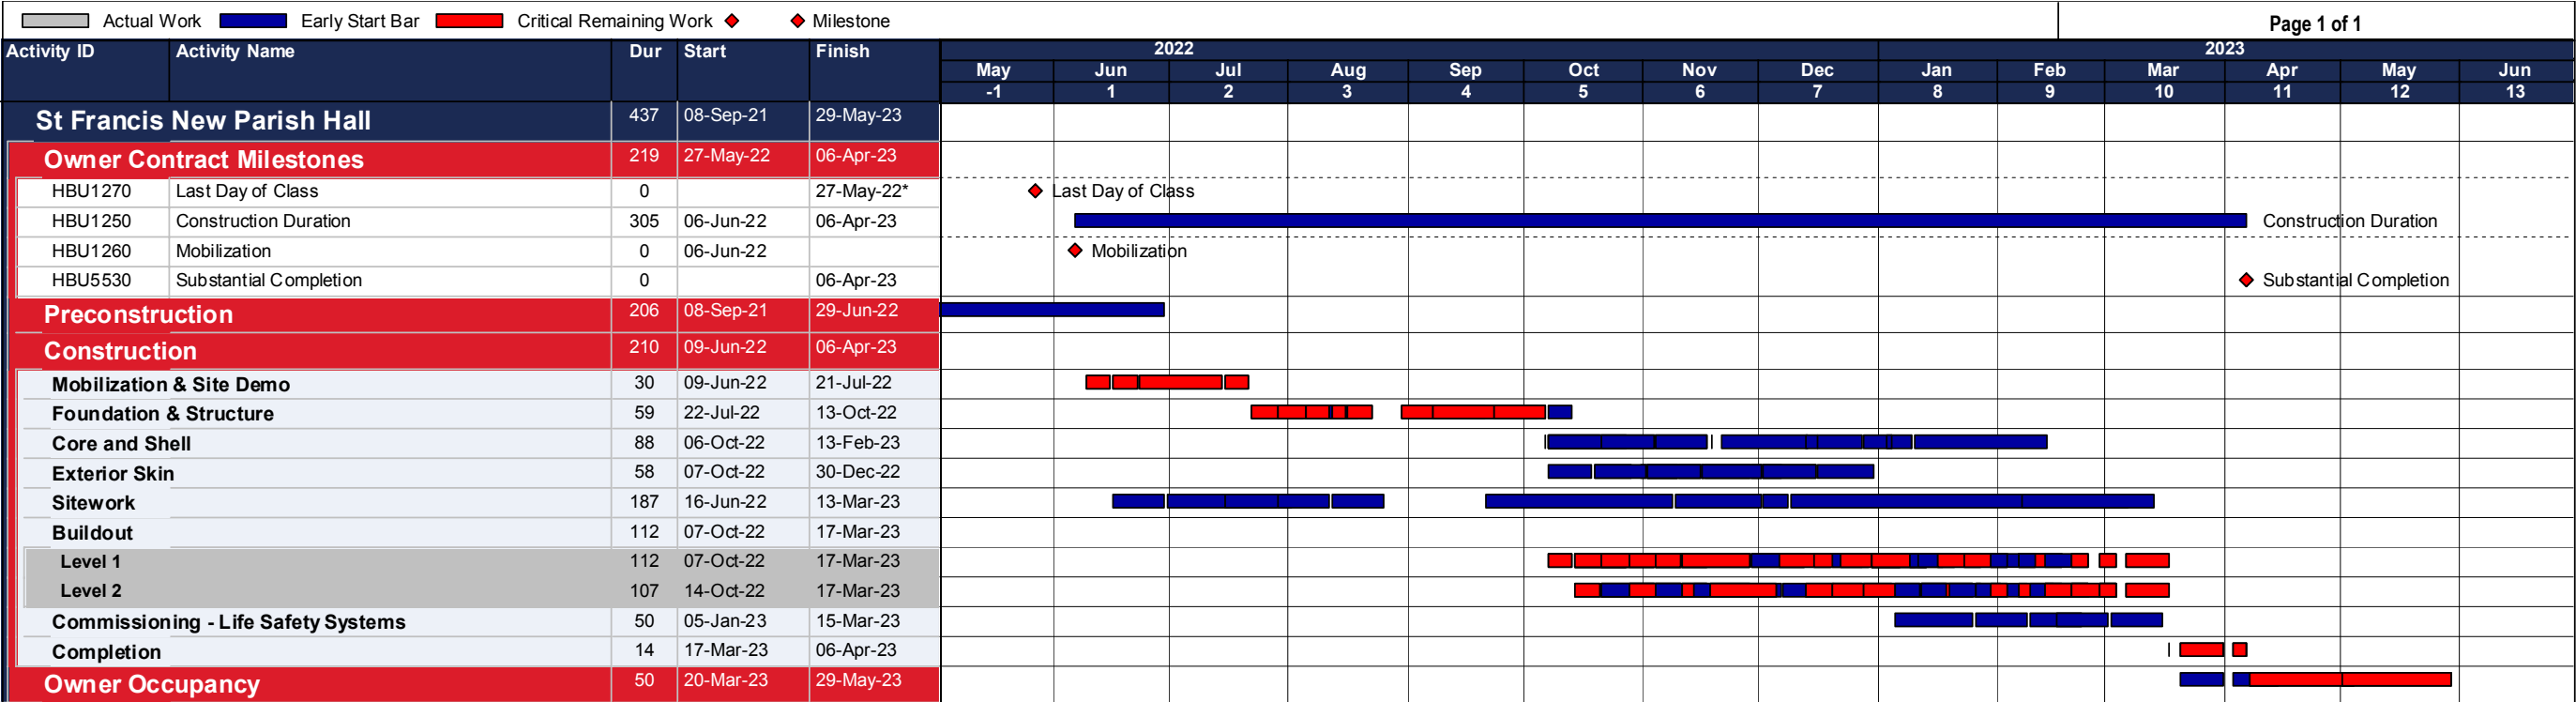 Actual Work Early Start Bar Critical Remaining Work Milestone
Page 1 of 1
Activity ID Activity Name Dur Start Finish 2022 2023
May Jun Jul Aug Sep Oct Nov Dec Jan Feb Mar Apr May Jun
-1 1 2 3 4 5 6 7 8 9 10 11 12 13
St Francis New Parish Hall 437 08-Sep-21 29-May-23
Owner Contract Milestones 219 27-May-22 06-Apr-23
HBU1270 Last Day of Class 0 27-May-22* Last Day of Class
HBU1250 Construction Duration 305 06-Jun-22 06-Apr-23 Construction Duration
HBU1260 Mobilization 0 06-Jun-22 Mobilization
HBU5530 Substantial Completion 0 06-Apr-23 Substantial Completion
Preconstruction 206 08-Sep-21 29-Jun-22
Construction 210 09-Jun-22 06-Apr-23
Mobilization & Site Demo 30 09-Jun-22 21-Jul-22
Foundation & Structure 59 22-Jul-22 13-Oct-22
Core and Shell 88 06-Oct-22 13-Feb-23
Exterior Skin 58 07-Oct-22 30-Dec-22
Sitework 187 16-Jun-22 13-Mar-23
Buildout 112 07-Oct-22 17-Mar-23
Level 1 112 07-Oct-22 17-Mar-23
Level 2 107 14-Oct-22 17-Mar-23
Commissioning - Life Safety Systems 50 05-Jan-23 15-Mar-23
Completion 14 17-Mar-23 06-Apr-23
Owner Occupancy 50 20-Mar-23 29-May-23